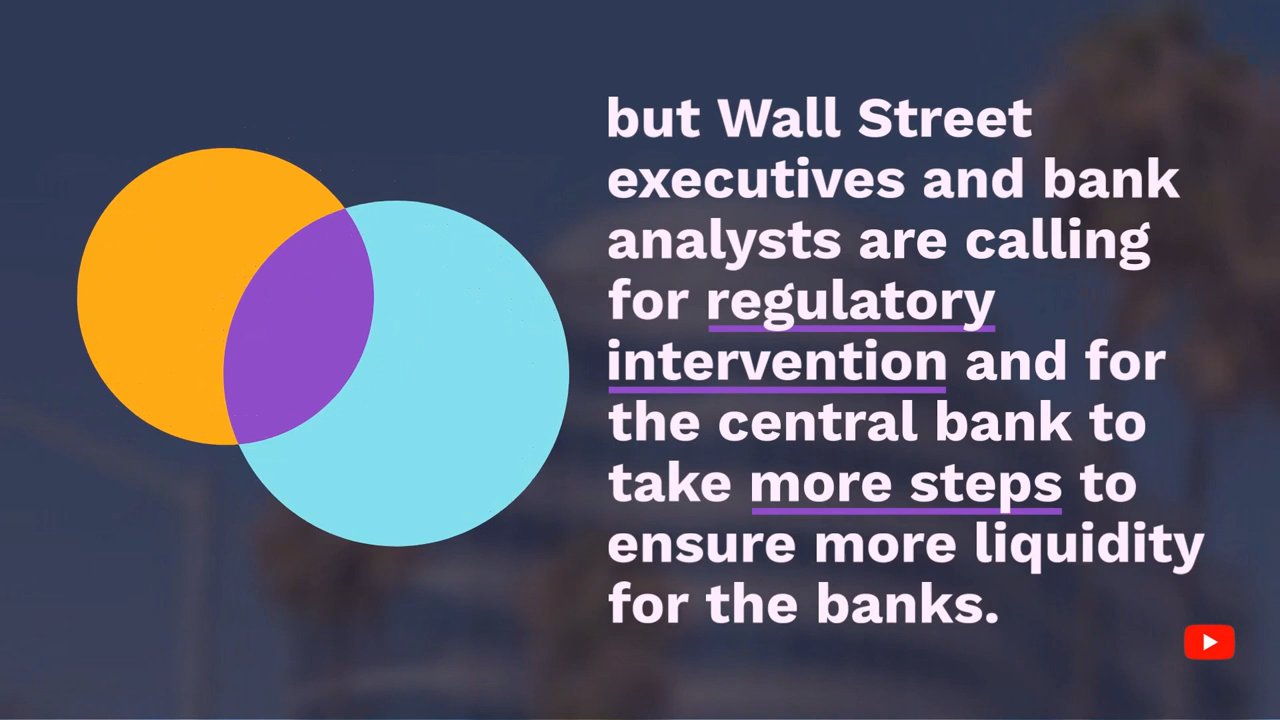 but Wall Street
executives and bank
analysts are calling
for regulatory
intervention and for
the central bank to
take more steps to
ensure more liquidity
for the banks.